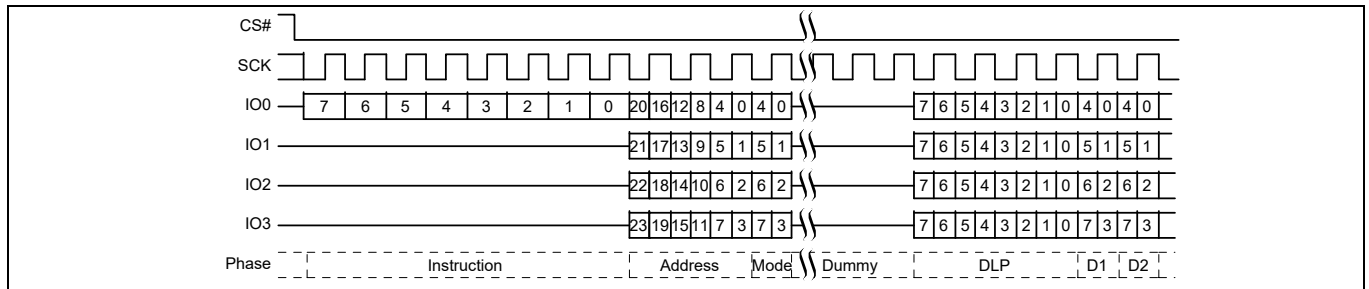 CS#
SCK
IO0 7 6 5 4 3 2 1 0 20 16 12 8 4 0 4 0 7 6 5 4 3 2 1 0 4 0 4 0
IO1 21 17 13 9 5 1 5 1 7 6 5 4 3 2 1 0 5 1 5 1
IO2 22 18 14 10 6 2 6 2 7 6 5 4 3 2 1 0 6 2 6 2
IO3 23 19 15 11 7 3 7 3 7 6 5 4 3 2 1 0 7 3 7 3
Phase Instruction Address Mode Dummy DLP D1 D2